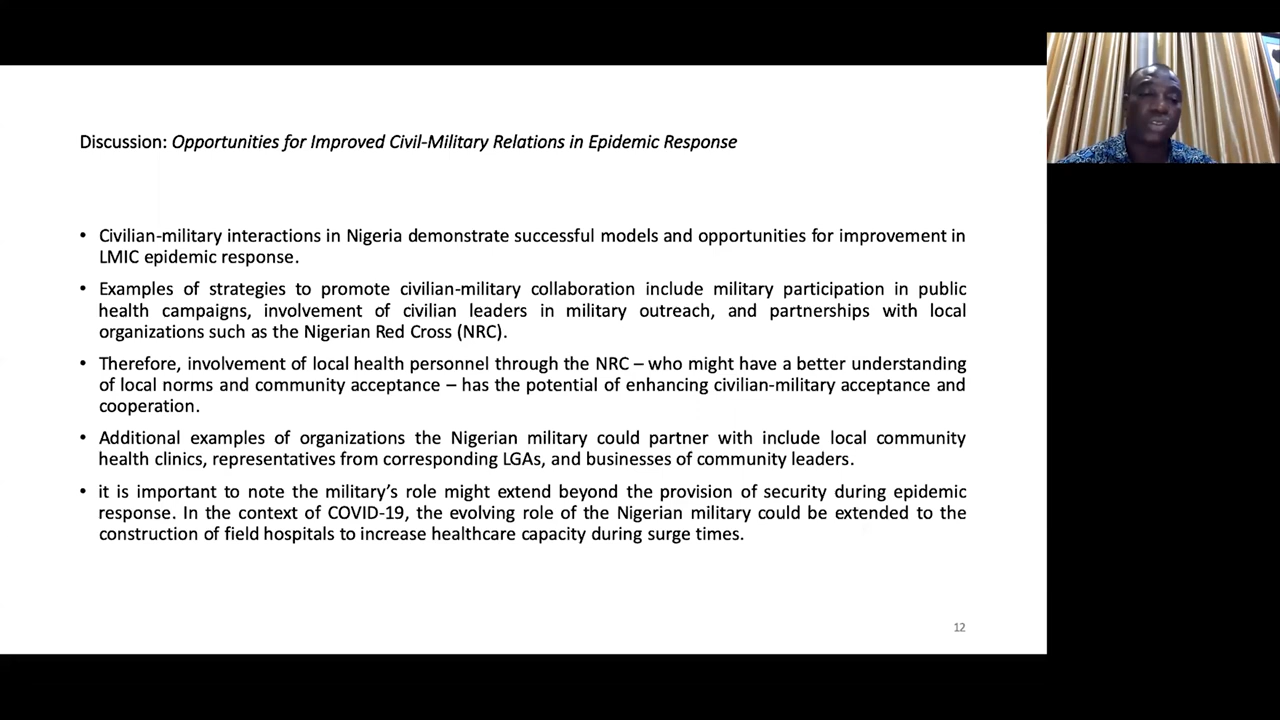 Discussion: Opportunities for Improved Civil-Military Relations in Epidemic Response
• Civilian-military interactions in Nigeria demonstrate successful models and opportunities for improvement in
LMIC epidemic response.
• Examples of strategies to promote civilian-military collaboration include military participation in public
health campaigns, involvement of civilian leaders in military outreach, and partnerships with local
organizations such as the Nigerian Red Cross (NRC).
• Therefore, involvement of local health personnel through the NRC – who might have a better understanding
of local norms and community acceptance – has the potential of enhancing civilian-military acceptance and
cooperation.
• Additional examples of organizations the Nigerian military could partner with include local community
health clinics, representatives from corresponding LGAs, and businesses of community leaders.
• it is important to note the military’s role might extend beyond the provision of security during epidemic
response. In the context of COVID-19, the evolving role of the Nigerian military could be extended to the
construction of field hospitals to increase healthcare capacity during surge times.
12